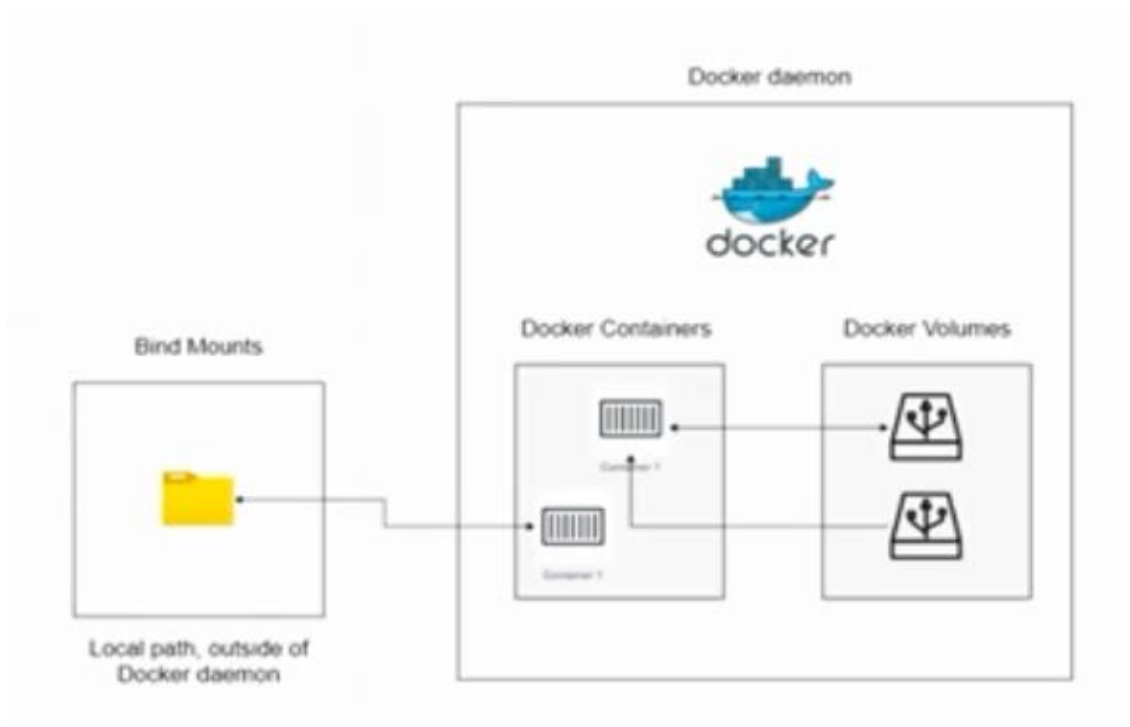 Docker daemon
docker
Docker Containers
Docker Volumes
Bind Mounts
Container 1
Container 1
Local path, outside of
Docker daemon